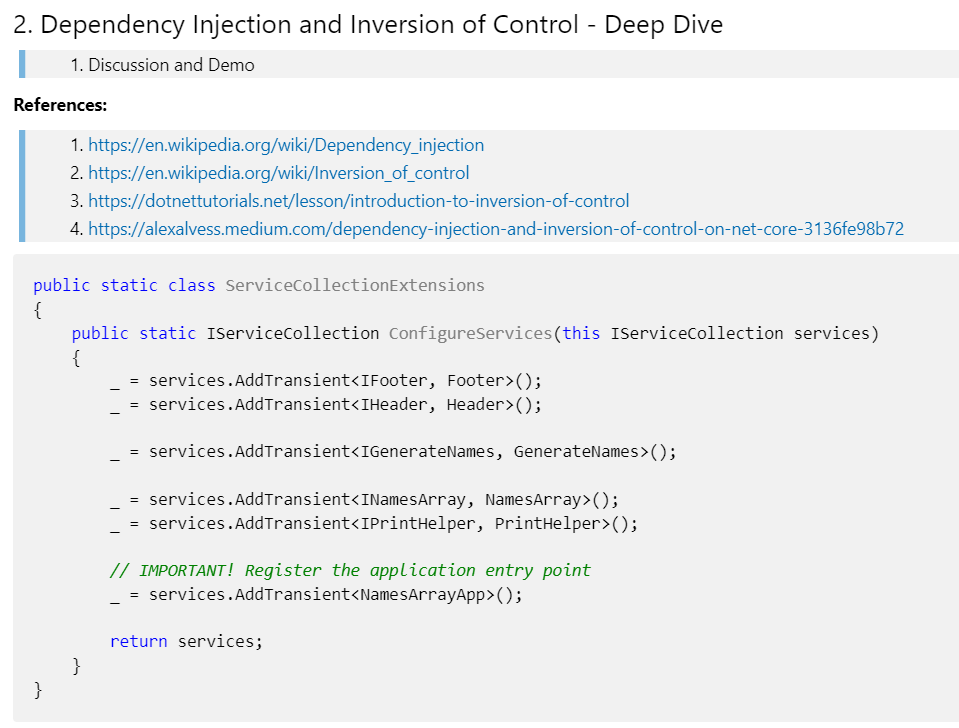 2. Dependency Injection and Inversion of Control - Deep Dive
1. Discussion and Demo
References:
1. https://en.wikipedia.org/wiki/Dependency_injection
2. https://en.wikipedia.org/wiki/Inversion_of_control
3. https://dotnettutorials.net/lesson/introduction-to-inversion-of-control
4. https://alexalvess.medium.com/dependency-injection-and-inversion-of-control-on-net-core-3136fe98b72
public static class ServiceCollectionExtensions
{
    public static IServiceCollection ConfigureServices(this IServiceCollection services)
    {
        _ = services.AddTransient<IFooter, Footer>();
        _ = services.AddTransient<IHeader, Header>();
        _ = services.AddTransient<IGenerateNames, GenerateNames>();
        _ = services.AddTransient<INamesArray, NamesArray>();
        _ = services.AddTransient<IPrintHelper, PrintHelper>();
        // IMPORTANT! Register the application entry point
        _ = services.AddTransient<NamesArrayApp>();
        return services;
    }
}